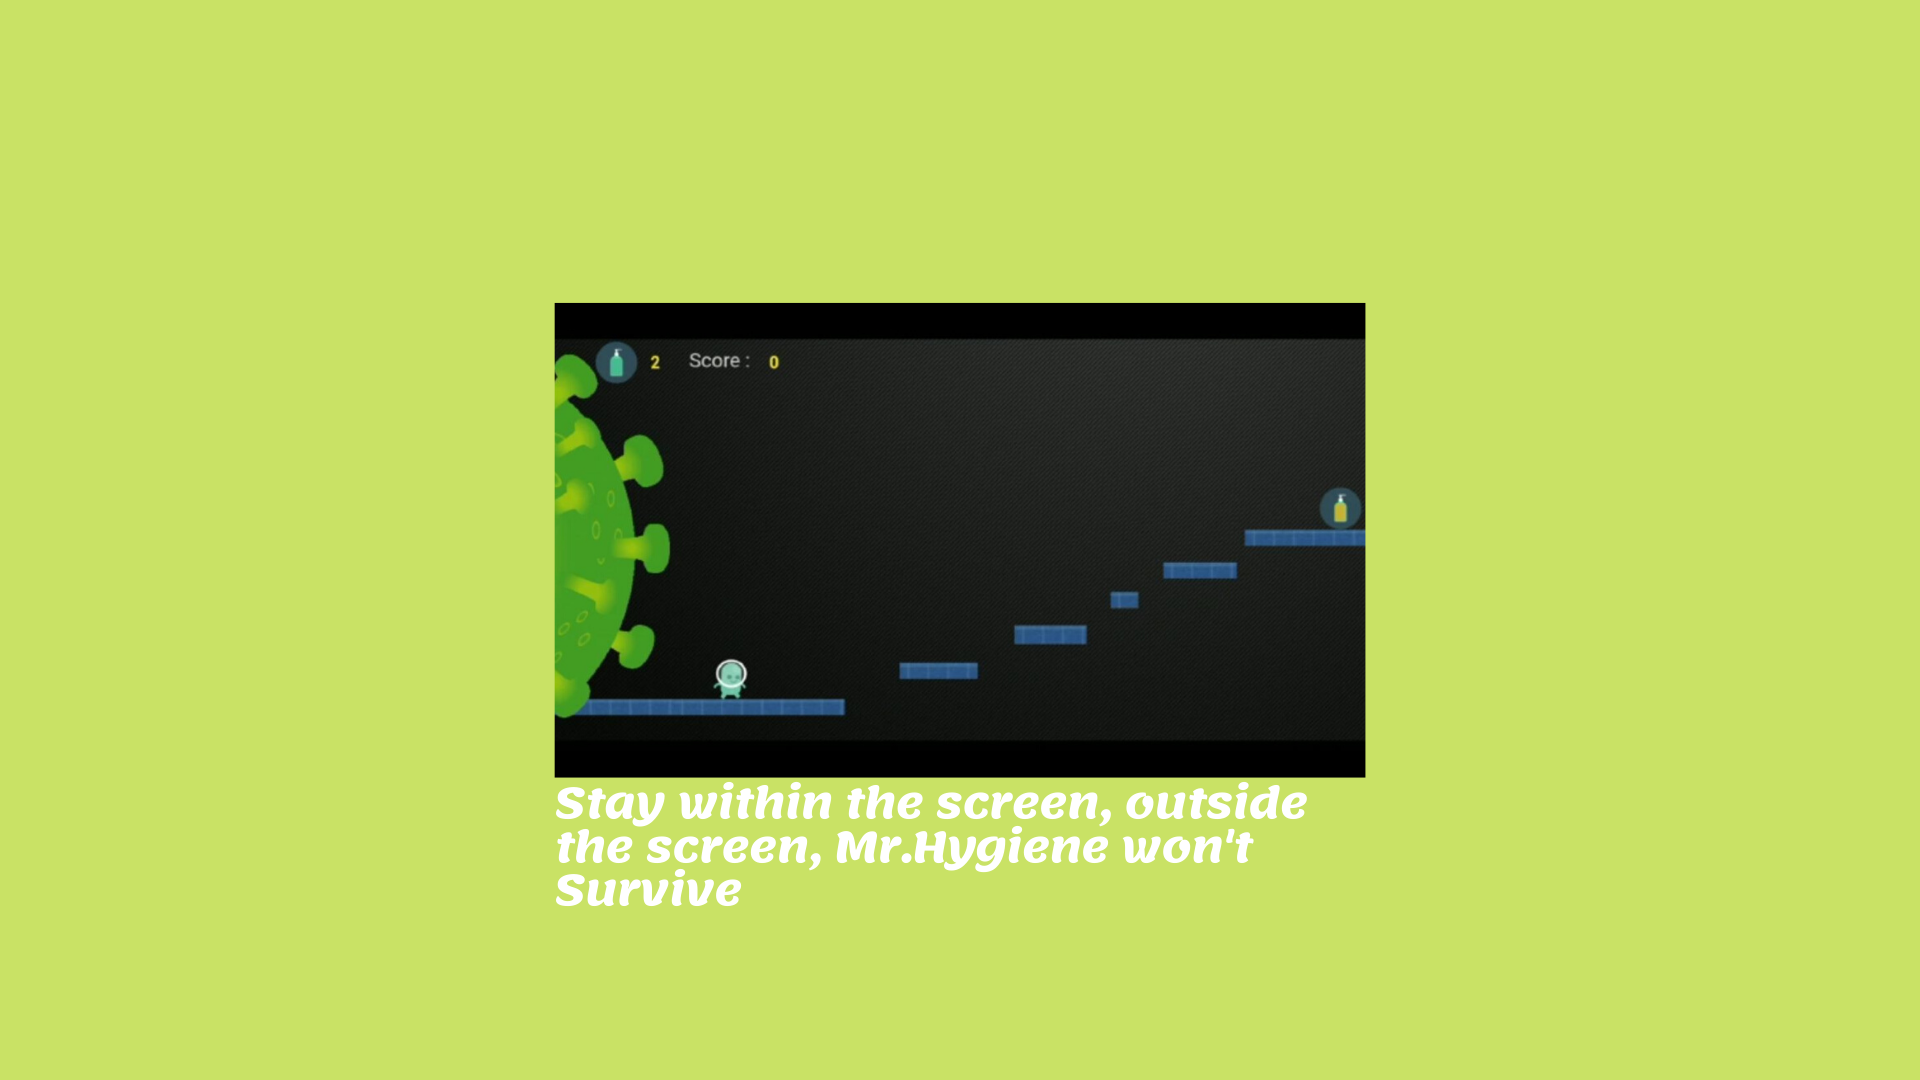 2 Score : 0
Stay within the screen, outside
the screen, Mr.Hygiene won't
Survive